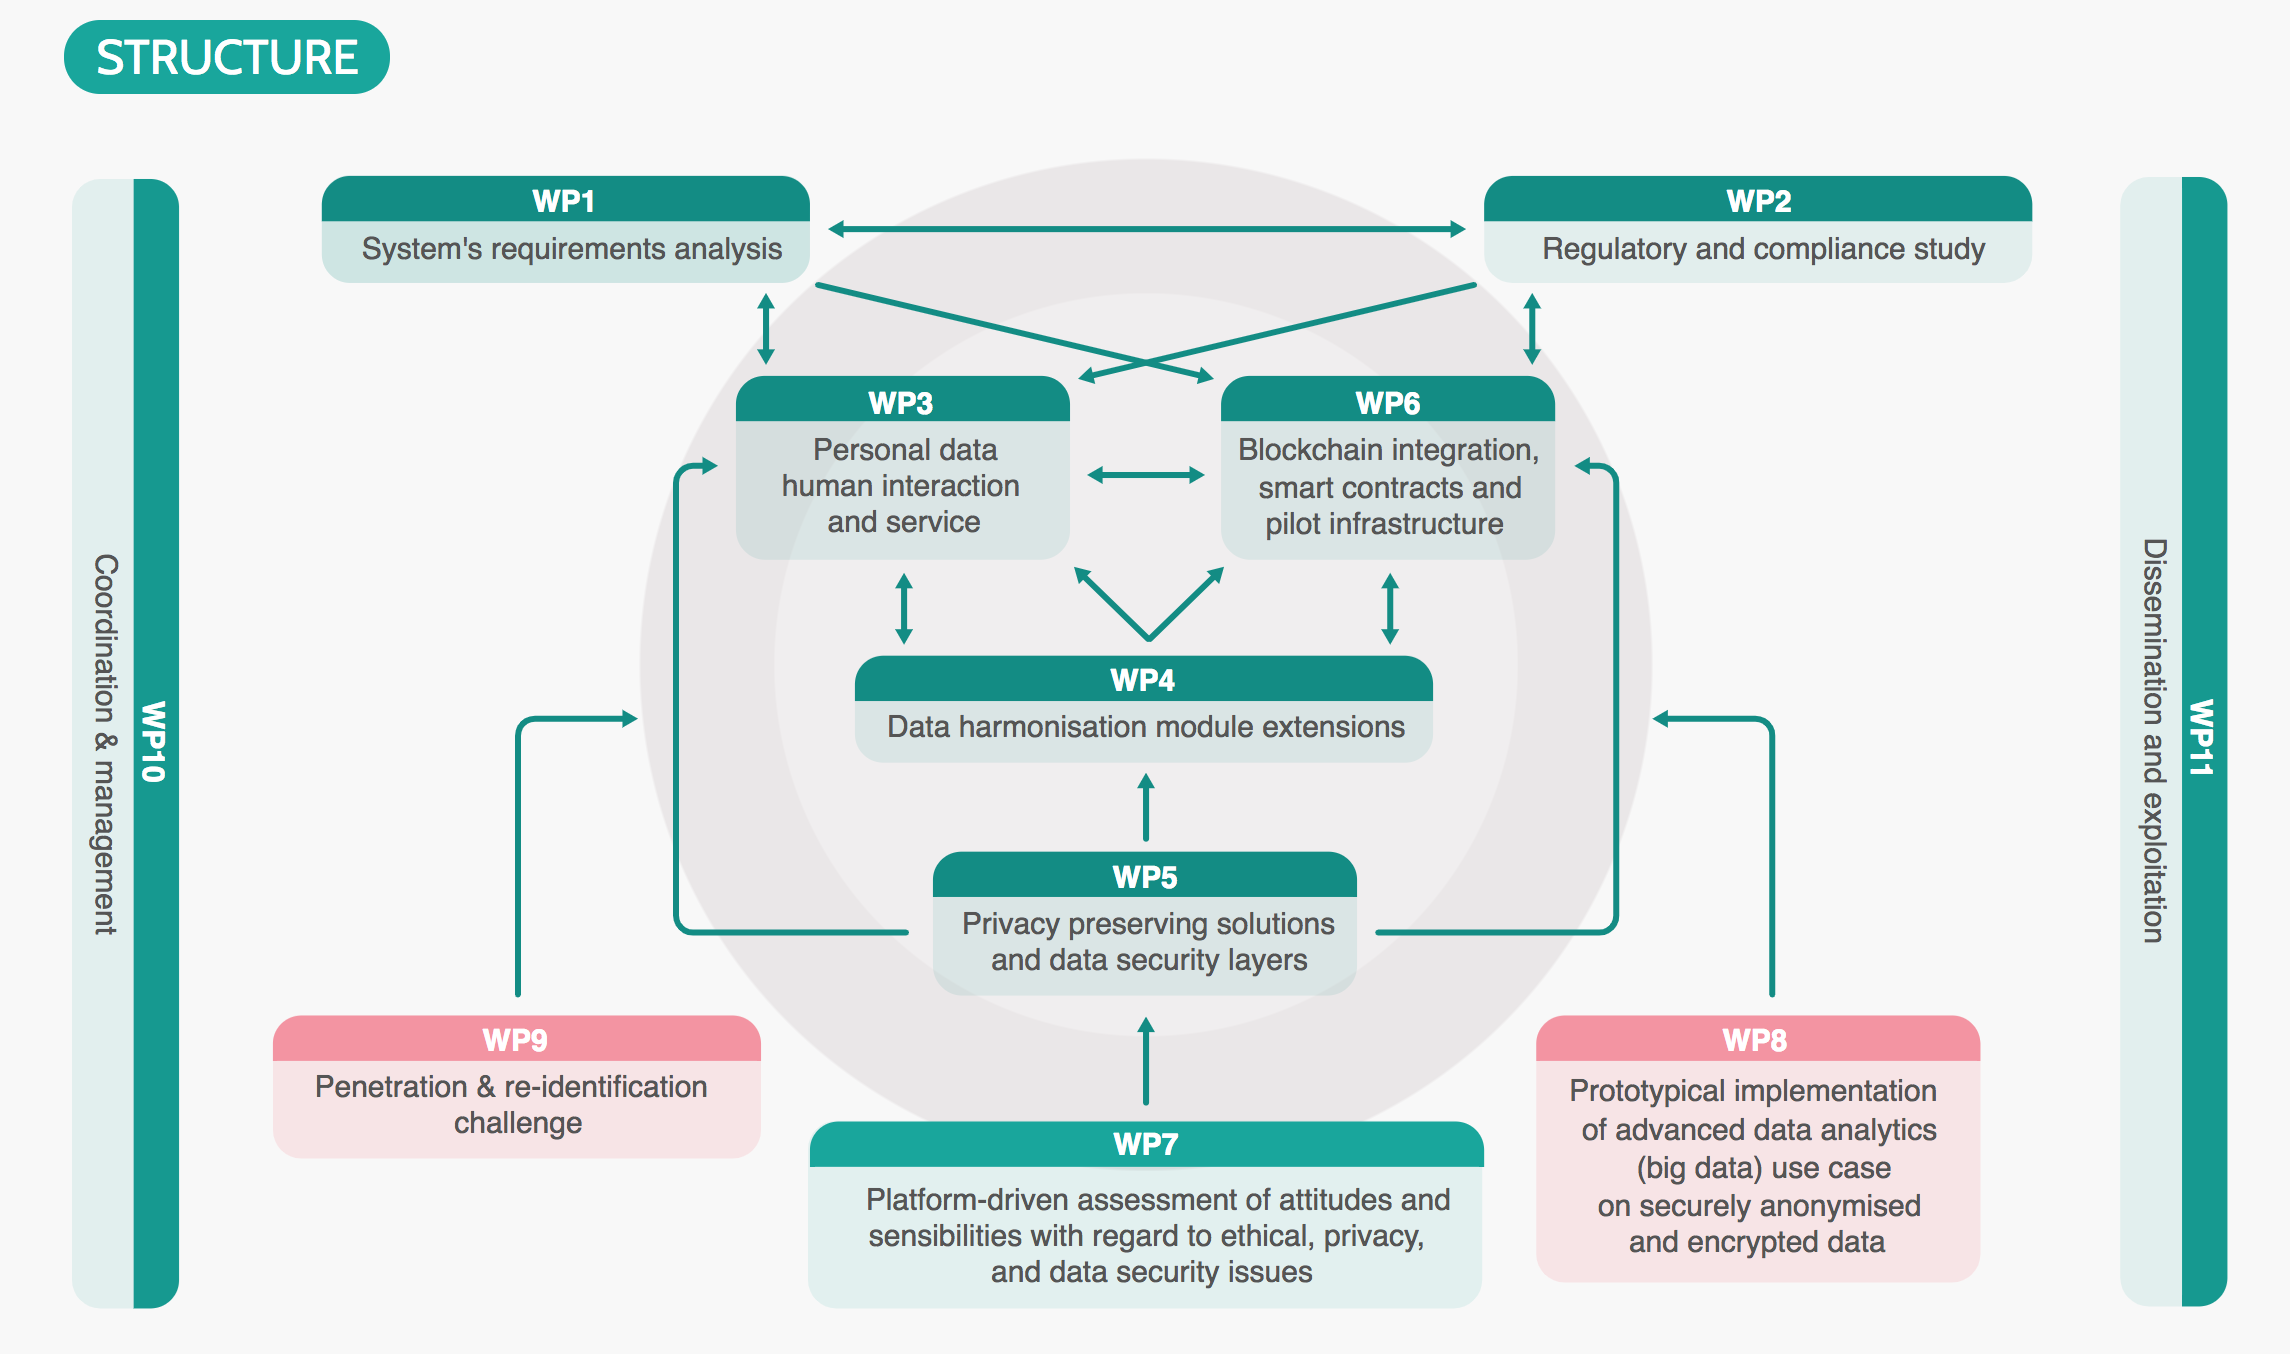 STRUCTURE
WP1
System's requirements analysis
WP2
Regulatory and compliance study
WP3
Personal data
human interaction
and service
WP6
Blockchain integration,
smart contracts and
pilot infrastructure
WP4
Data harmonisation module extensions
WP5
Privacy preserving solutions
and data security layers
WP9
Penetration & re-identification
challenge
WP8
Prototypical implementation
of advanced data analytics
(big data) use case
on securely anonymised
and encrypted data
WP7
Platform-driven assessment of attitudes and
sensibilities with regard to ethical, privacy,
and data security issues
WP10
Coordination & management
WP11
Dissemination and exploitation